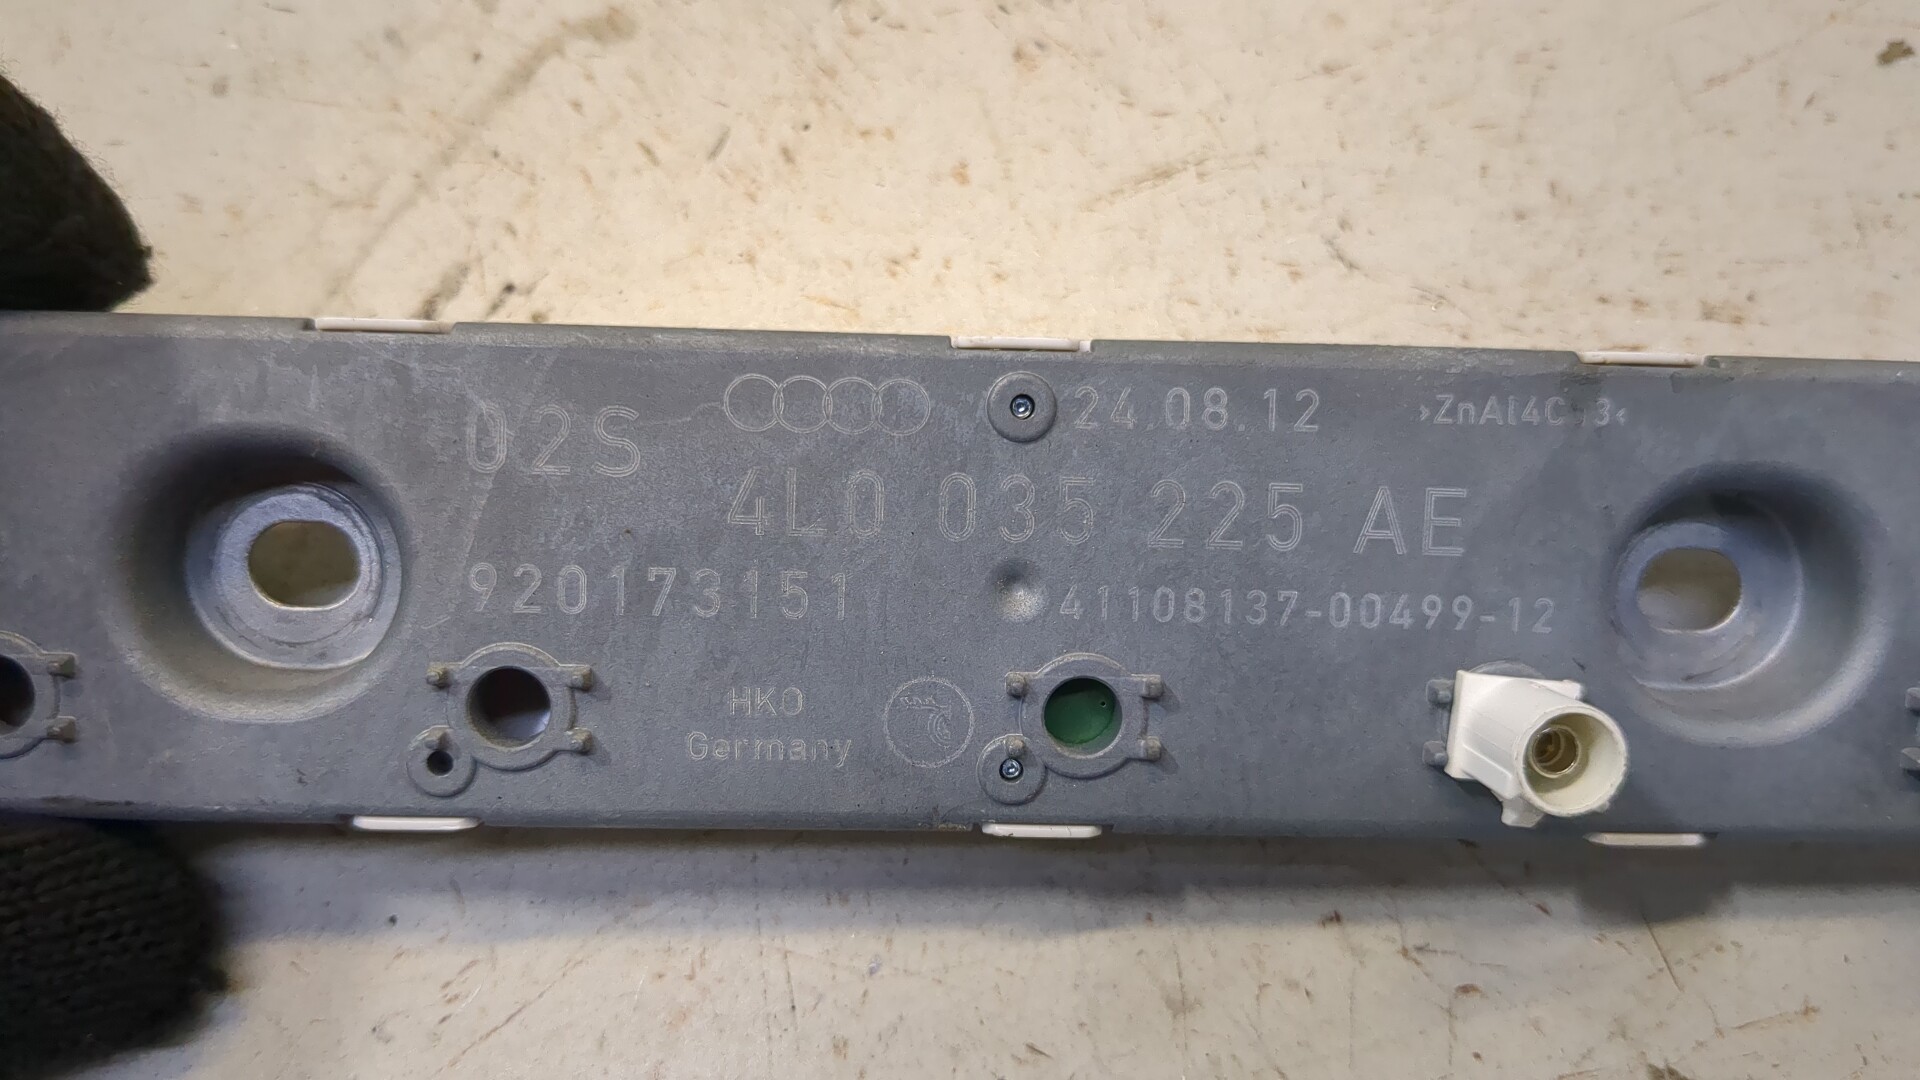 02S
24.08.12
>ZnAl4Cu3<
4L0 035 225 AE
920173151
41108137-00499-12
HKO
Germany